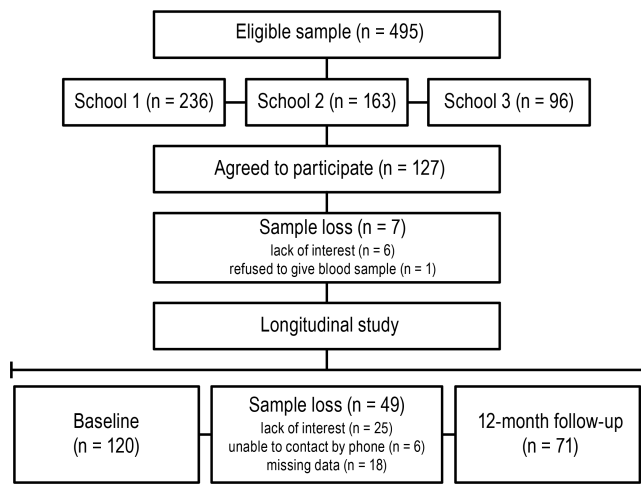 Eligible sample (n = 495)
School 1 (n = 236)
School 2 (n = 163)
School 3 (n = 96)
Agreed to participate (n = 127)
Sample loss (n = 7)
lack of interest (n = 6)
refused to give blood sample (n = 1)
Longitudinal study
Baseline
(n = 120)
Sample loss (n = 49)
lack of interest (n = 25)
unable to contact by phone (n = 6)
missing data (n = 18)
12-month follow-up
(n = 71)